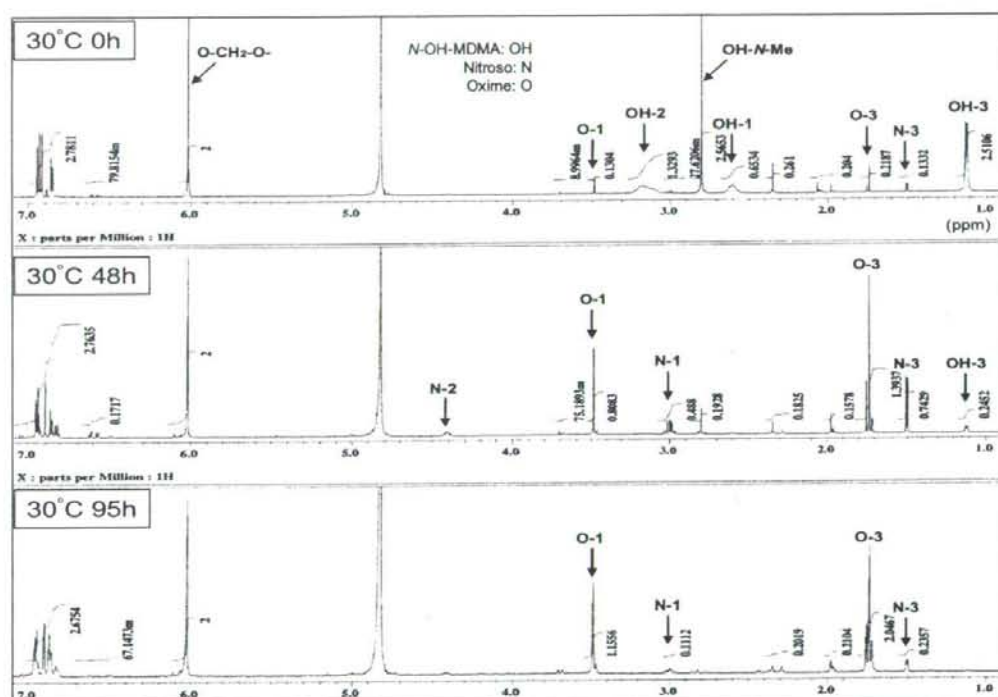 30°C 0h
O-CH₂-O-
N-OH-MDMA: OH
Nitroso: N
Oxime: O
OH-N-Me
O-1
OH-2
OH-1
O-3
N-3
OH-3
2.7811
79.8154m
2
8.9964m
0.1304
1.3293
27.6206m
2.5653
0.6534
0.261
0.204
0.2187
0.1332
2.5106
7.0 6.0 5.0 4.0 3.0 2.0 1.0
(ppm)
X : parts per Million : 1H
30°C 48h
N-2
O-1
N-1
O-3
N-3
OH-3
2.7635
0.1717
2
75.1893m
0.8083
0.488
0.1928
0.1825
0.1578
1.3937
0.7429
0.2452
7.0 6.0 5.0 4.0 3.0 2.0 1.0
X : parts per Million : 1H
30°C 95h
O-1
N-1
O-3
N-3
2.6754
67.1473m
2
1.1556
0.1112
0.2019
0.2104
2.0467
0.2357
7.0 6.0 5.0 4.0 3.0 2.0 1.0